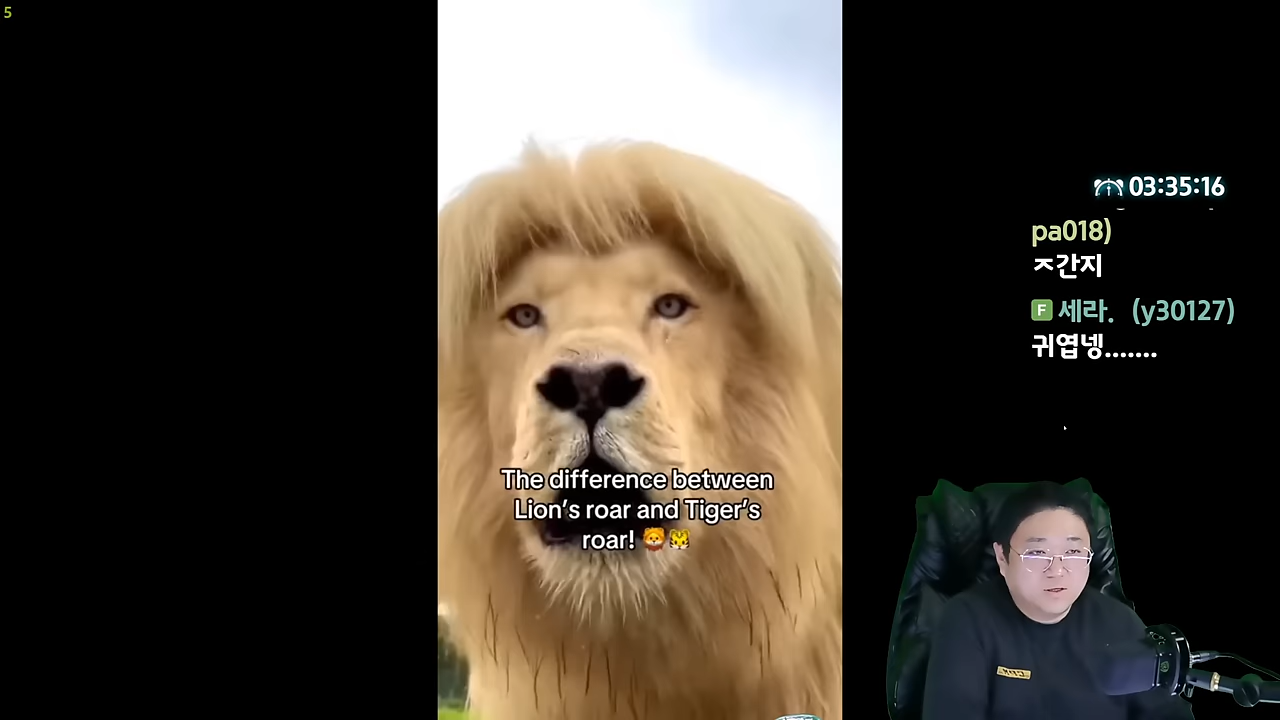 5
The difference between
Lion’s roar and Tiger’s
roar! 🦁🐯
03:35:16
pa018)
ㅈ간지
F 세라. (y30127)
귀엽넹.......